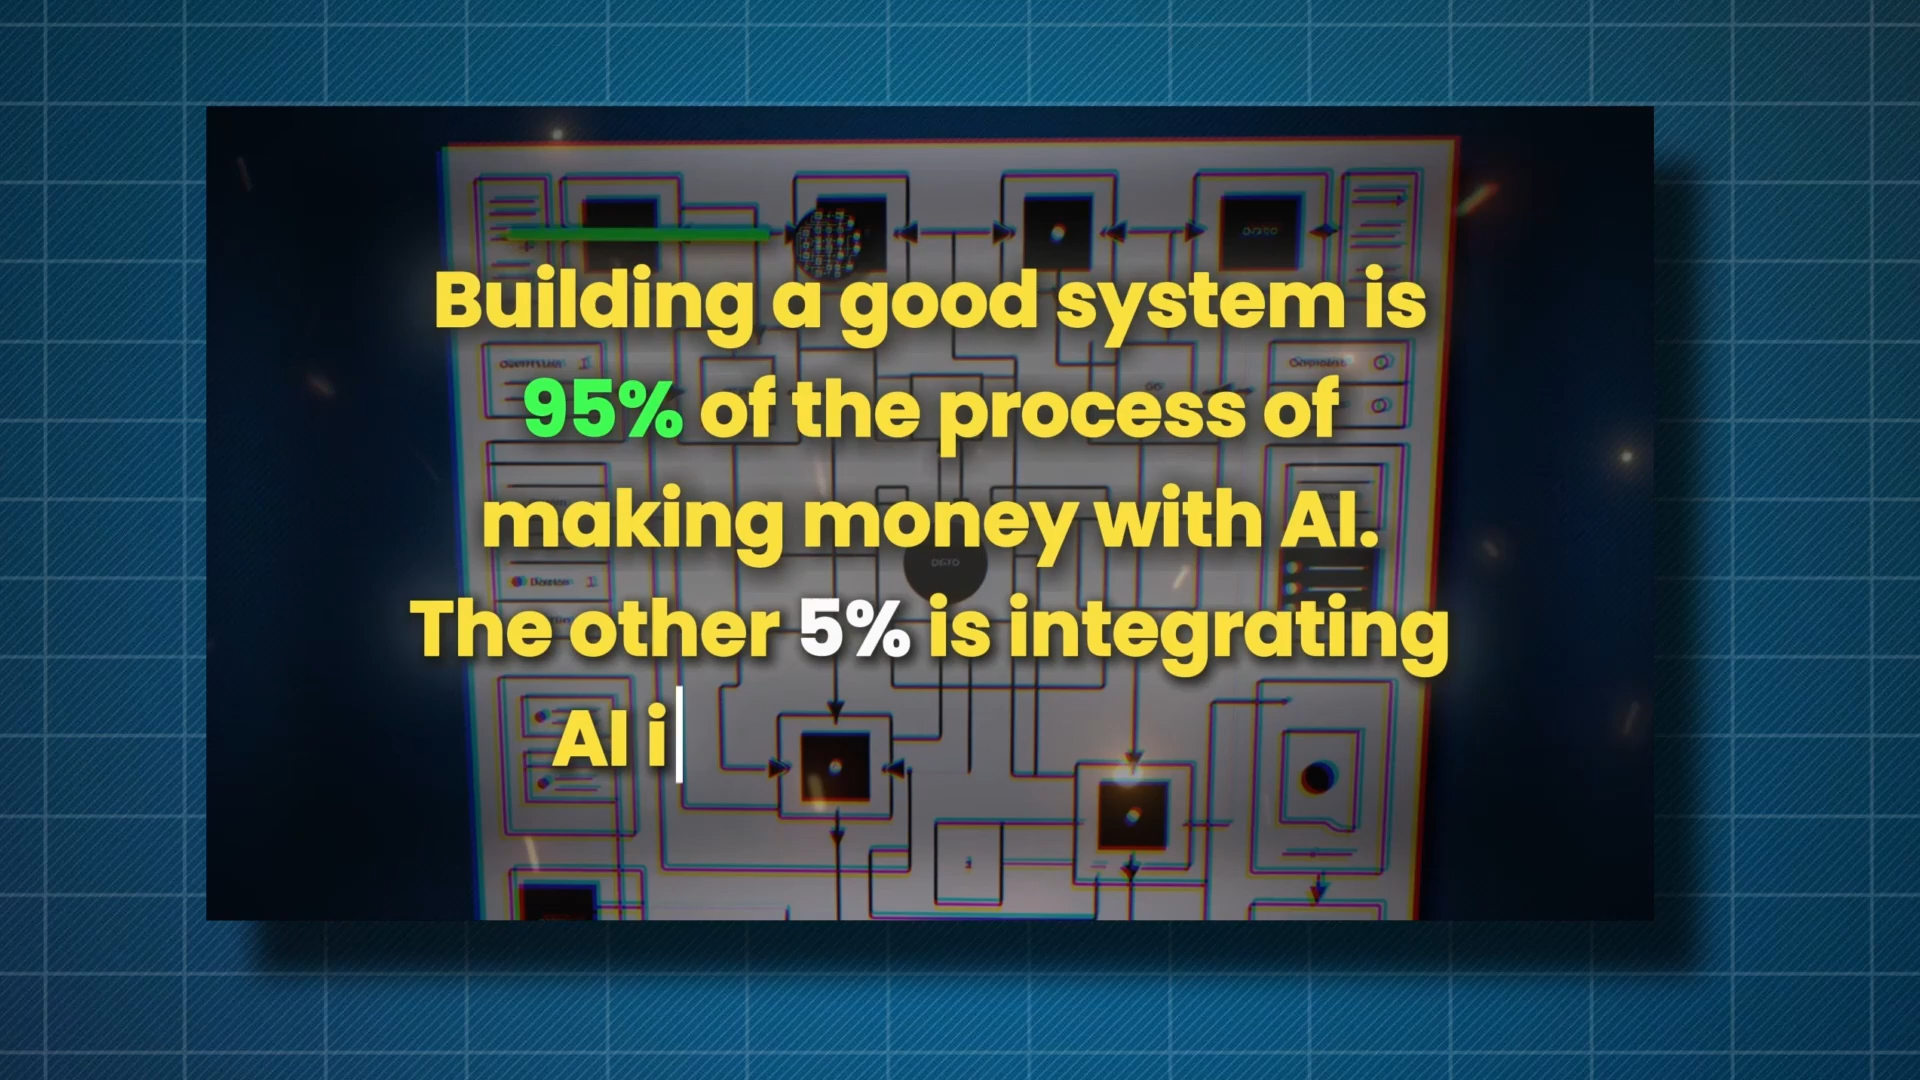 Building a good system is
95% of the process of
making money with AI.
The other 5% is integrating
AI i